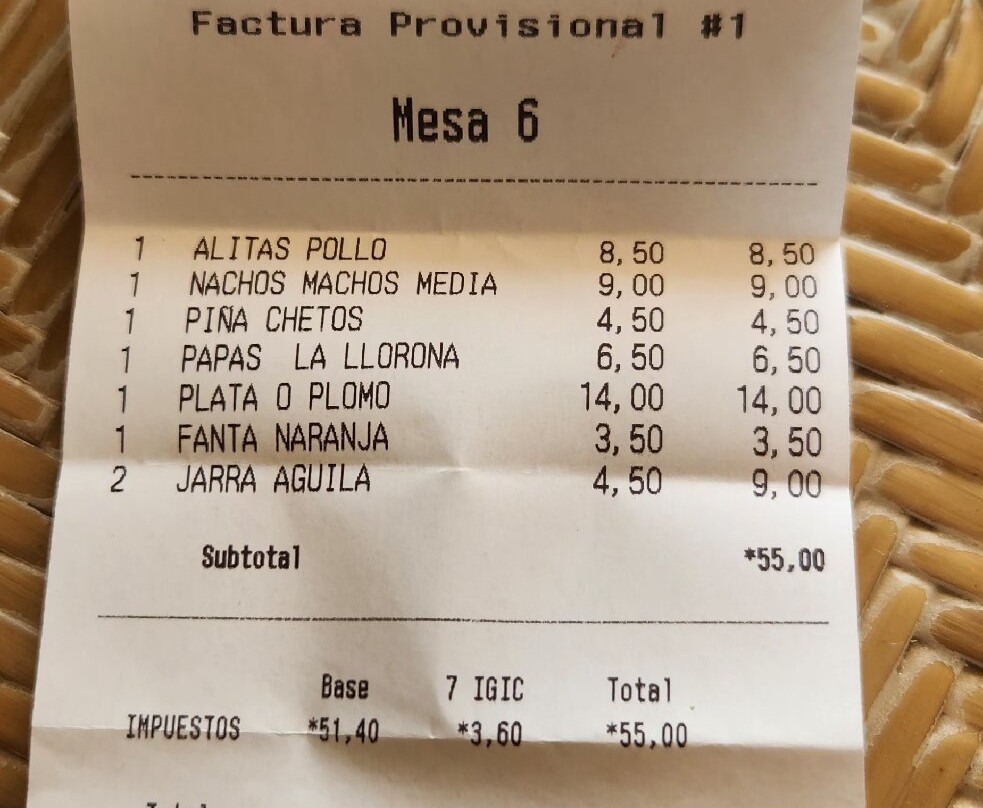 Factura Provisional #1
Mesa 6
1 ALITAS POLLO 8,50 8,50
1 NACHOS MACHOS MEDIA 9,00 9,00
1 PIÑA CHETOS 4,50 4,50
1 PAPAS LA LLORONA 6,50 6,50
1 PLATA O PLOMO 14,00 14,00
1 FANTA NARANJA 3,50 3,50
2 JARRA AGUILA 4,50 9,00
Subtotal *55,00
Base 7 IGIC Total
IMPUESTOS *51,40 *3,60 *55,00